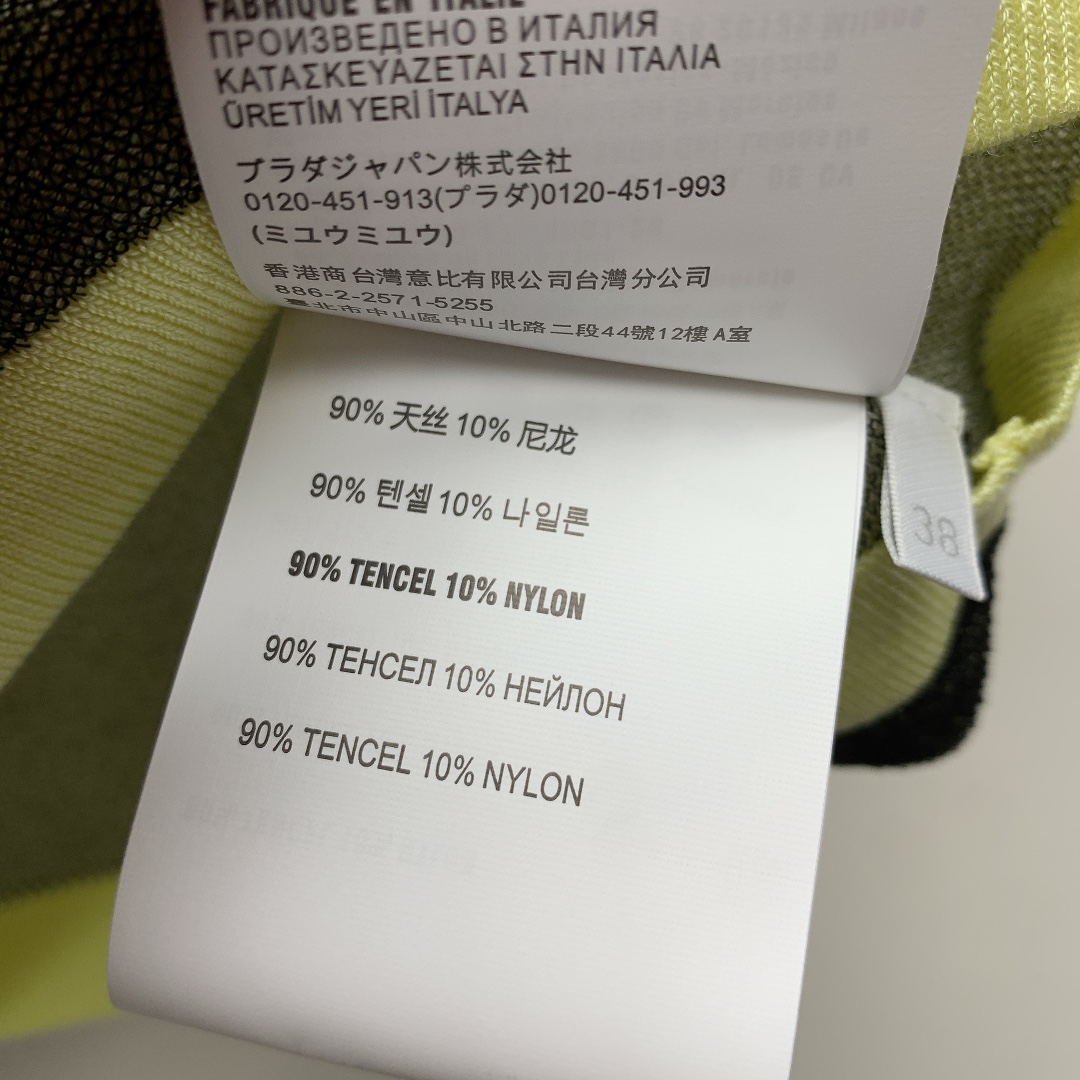 FABRIQUÉ EN ITALIE
ПРОИЗВЕДЕНО В ИТАЛИЯ
ΚΑΤΑΣΚΕΥΑΖΕΤΑΙ ΣΤΗΝ ΙΤΑΛΙΑ
ÜRETİM YERİ İTALYA
プラダジャパン株式会社
0120-451-913(プラダ)0120-451-993
(ミユウミユウ)
香港商台灣意比有限公司台灣分公司
886-2-2571-5255
臺北市中山區中山北路二段44號12樓A室
90% 天丝 10% 尼龙
90% 텐셀 10% 나일론
90% TENCEL 10% NYLON
90% ТЕНСЕЛ 10% НЕЙЛОН
90% TENCEL 10% NYLON
38